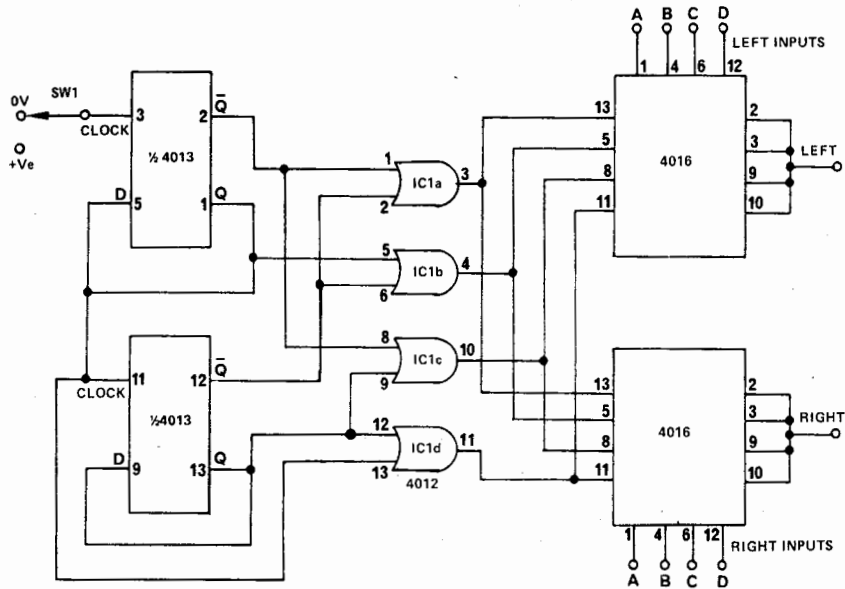 A B C D
LEFT INPUTS
1 4 6 12
0V
SW1
CLOCK
+Ve
3
½ 4013
2
Q̅
D
5
1
Q
1
2
IC1a
3
5
6
IC1b
4
8
9
IC1c
10
12
13
IC1d
11
4012
11
CLOCK
½4013
12
Q̅
D
9
13
Q
13
5
8
11
4016
2
3
9
10
LEFT
13
5
8
11
4016
2
3
9
10
RIGHT
1 4 6 12
RIGHT INPUTS
A B C D